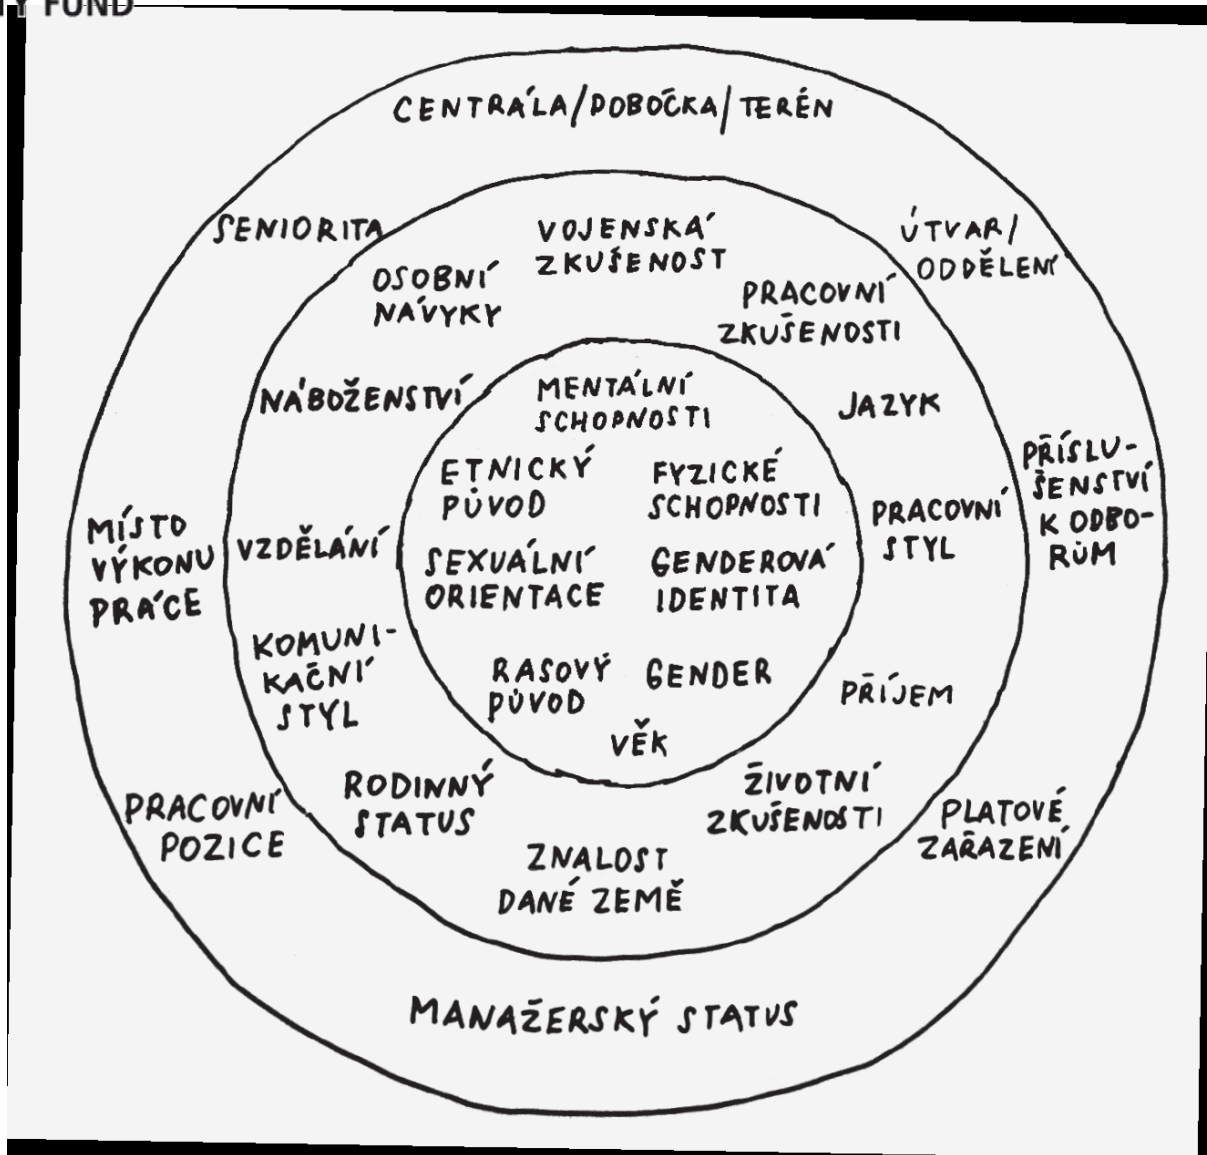 Y FUND
CENTRÁLA/POBOČKA/TERÉN
SENIORITA
ÚTVAR/
ODDĚLENÍ
PŘÍSLU-
ŠENSTVÍ
K ODBO-
RŮM
PLATOVÉ
ZAŘAZENÍ
MANAŽERSKÝ STATUS
PRACOVNÍ
POZICE
MÍSTO
VÝKONU
PRÁCE
VOJENSKÁ
ZKUŠENOST
OSOBNÍ
NÁVYKY
PRACOVNÍ
ZKUŠENOSTI
NÁBOŽENSTVÍ
JAZYK
VZDĚLÁNÍ
PRACOVNÍ
STYL
KOMUNI-
KAČNÍ
STYL
PŘÍJEM
RODINNÝ
STATUS
ŽIVOTNÍ
ZKUŠENOSTI
ZNALOST
DANÉ ZEMĚ
MENTÁLNÍ
SCHOPNOSTI
ETNICKÝ
PŮVOD
FYZICKÉ
SCHOPNOSTI
SEXUÁLNÍ
ORIENTACE
GENDEROVÁ
IDENTITA
RASOVÝ
PŮVOD
GENDER
VĚK